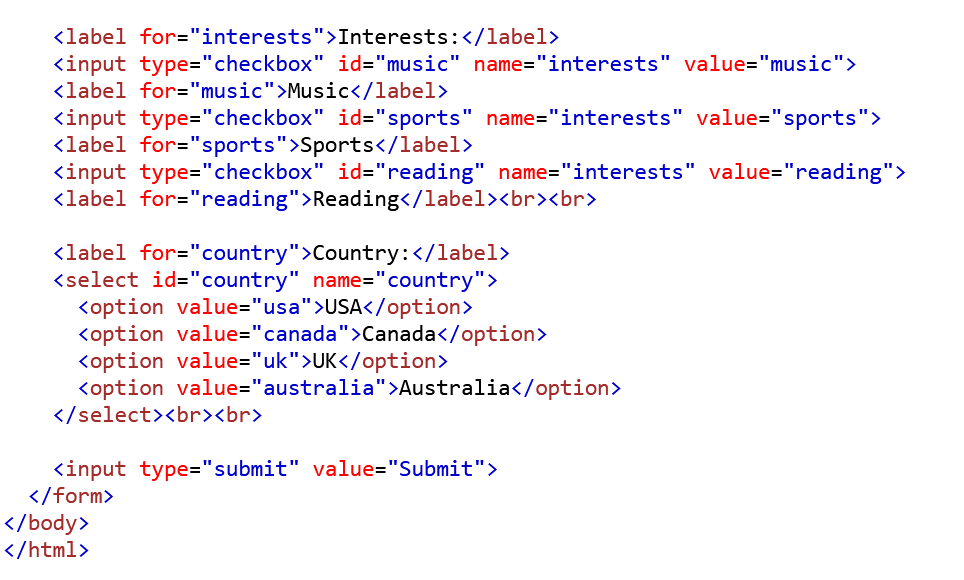 <label for="interests">Interests:</label>
<input type="checkbox" id="music" name="interests" value="music">
<label for="music">Music</label>
<input type="checkbox" id="sports" name="interests" value="sports">
<label for="sports">Sports</label>
<input type="checkbox" id="reading" name="interests" value="reading">
<label for="reading">Reading</label><br><br>
<label for="country">Country:</label>
<select id="country" name="country">
<option value="usa">USA</option>
<option value="canada">Canada</option>
<option value="uk">UK</option>
<option value="australia">Australia</option>
</select><br><br>
<input type="submit" value="Submit">
</form>
</body>
</html>